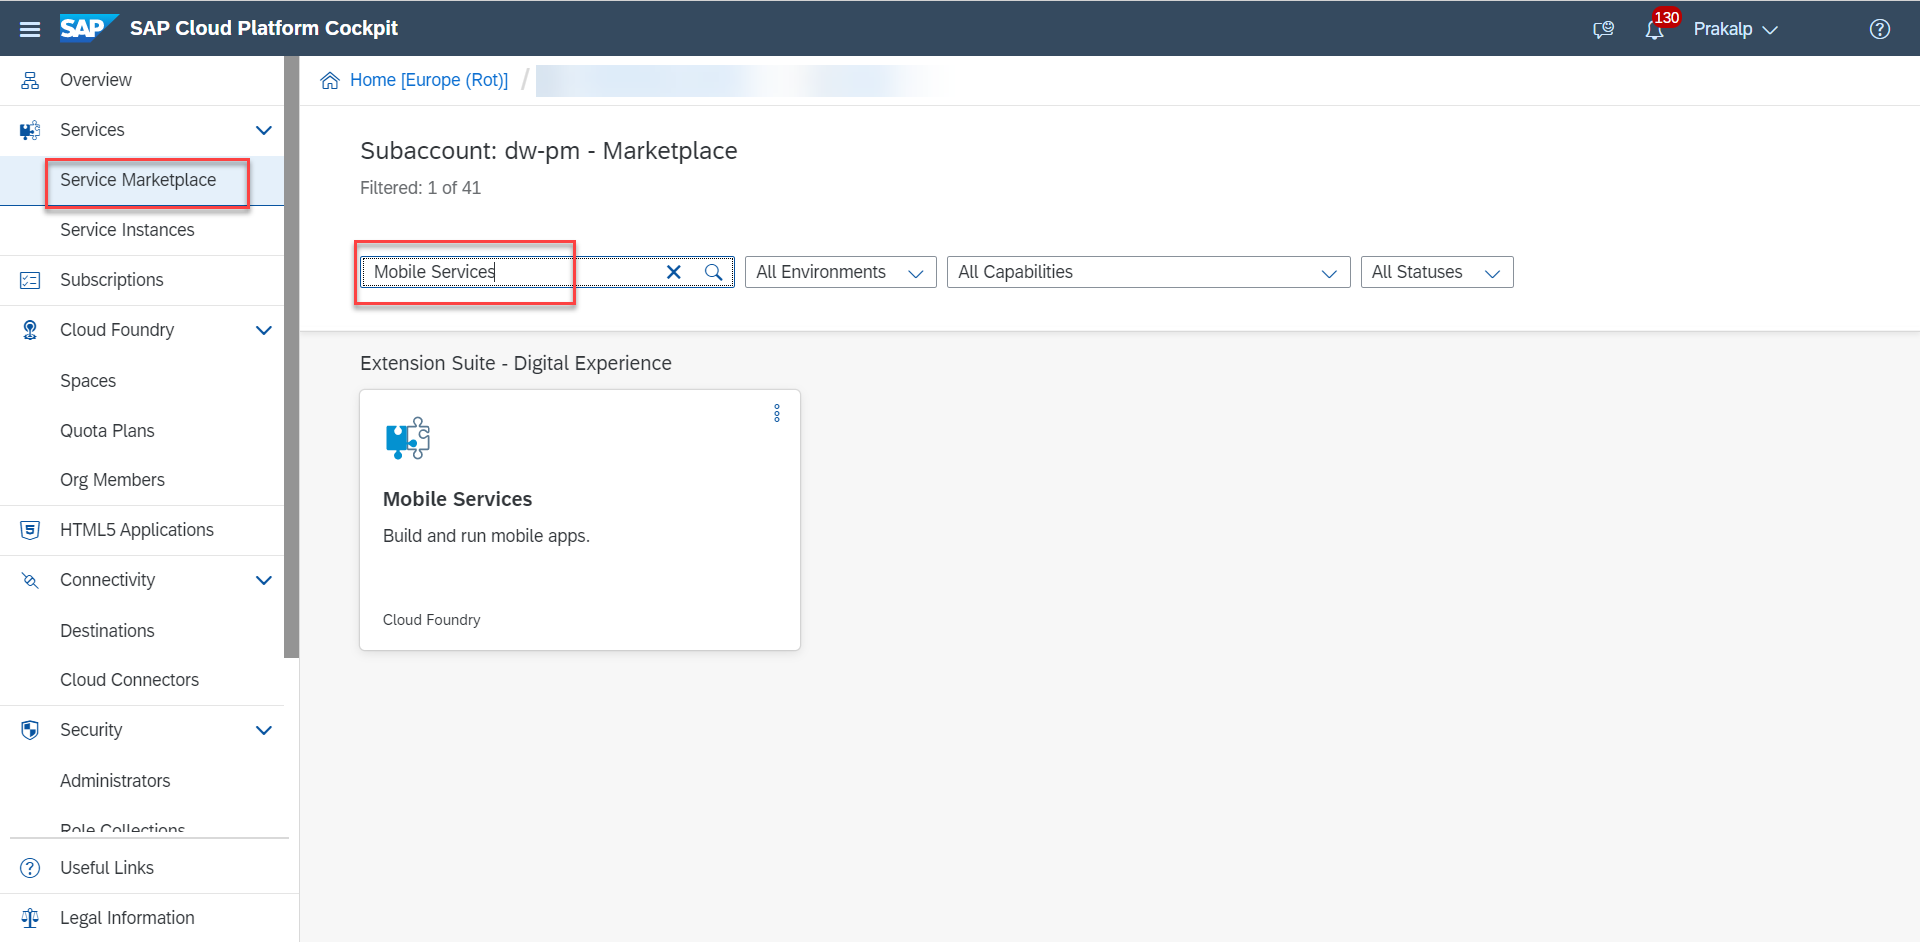 SAP SAP Cloud Platform Cockpit
130
Prakalp
Overview
Services
Service Marketplace
Service Instances
Subscriptions
Cloud Foundry
Spaces
Quota Plans
Org Members
HTML5 Applications
Connectivity
Destinations
Cloud Connectors
Security
Administrators
Role Collections
Useful Links
Legal Information
Home [Europe (Rot)] /
Subaccount: dw-pm - Marketplace
Filtered: 1 of 41
Mobile Services
All Environments
All Capabilities
All Statuses
Extension Suite - Digital Experience
Mobile Services
Build and run mobile apps.
Cloud Foundry